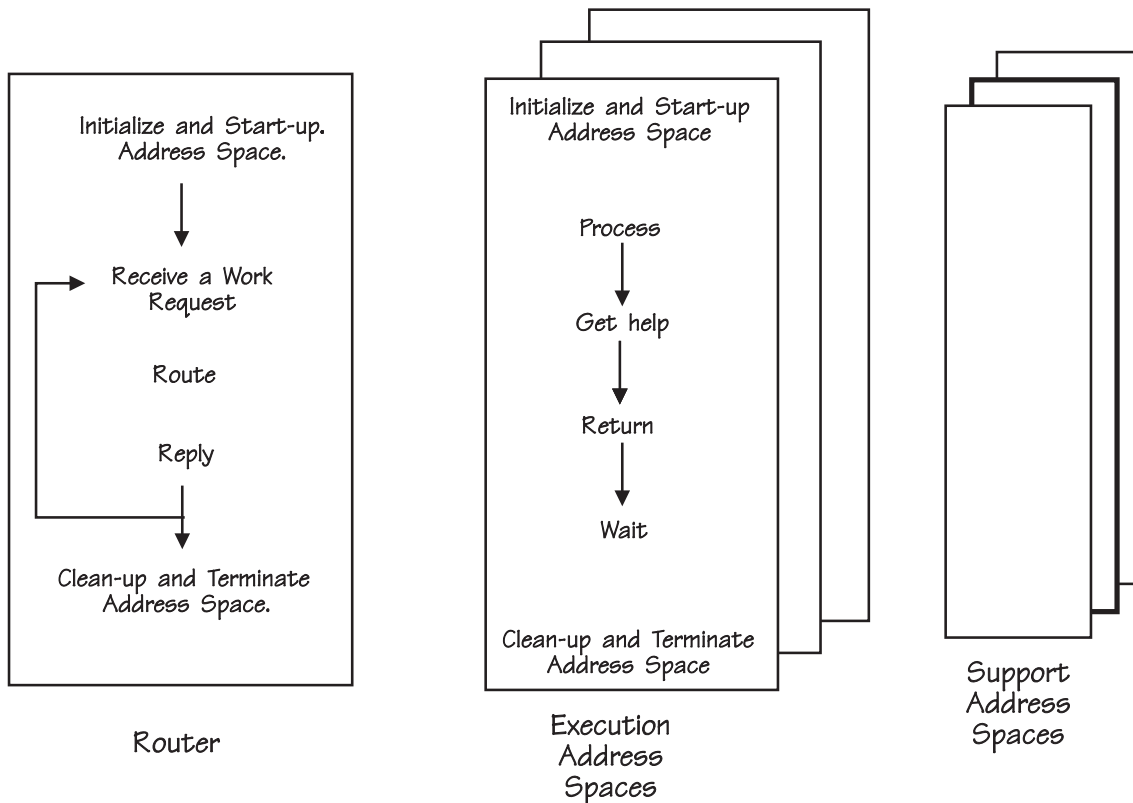 Initialize and Start-up.
Address Space.
Receive a Work
Request
Route
Reply
Clean-up and Terminate
Address Space.
Router
Initialize and Start-up
Address Space
Process
Get help
Return
Wait
Clean-up and Terminate
Address Space
Execution
Address
Spaces
Support
Address
Spaces